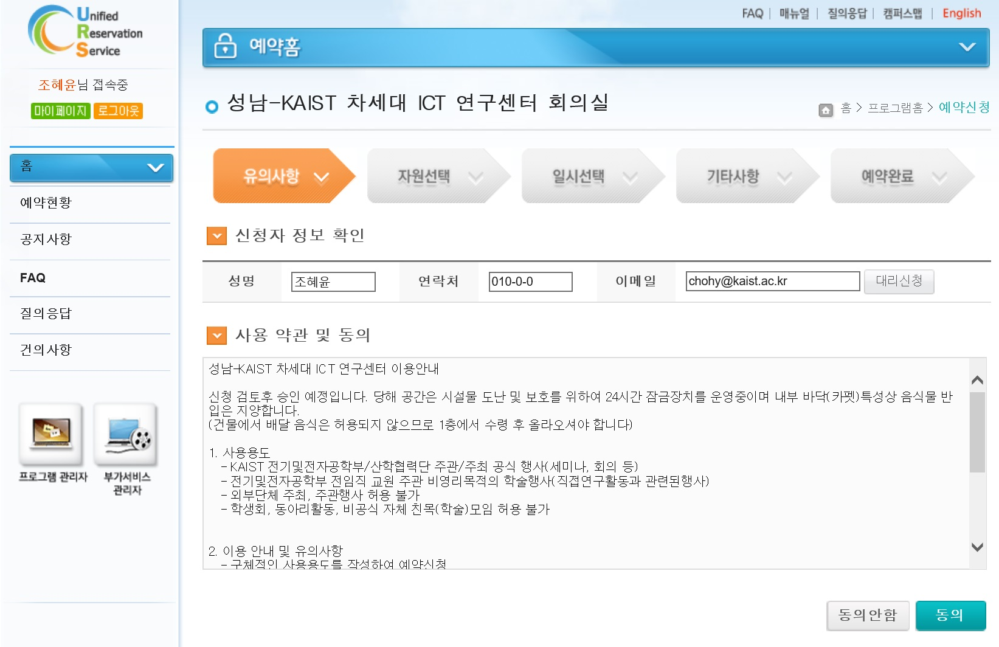 Unified
Reservation
Service
조혜윤님 접속중
마이페이지 로그아웃
홈
예약현황
공지사항
FAQ
질의응답
건의사항
프로그램 관리자
부가서비스
관리자
FAQ | 매뉴얼 | 질의응답 | 캠퍼스맵 | English
예약홈
성남-KAIST 차세대 ICT 연구센터 회의실
홈 > 프로그램홈 > 예약신청
유의사항
자원선택
일시선택
기타사항
예약완료
신청자 정보 확인
성명 조혜윤 연락처 010-0-0 이메일 chohy@kaist.ac.kr 대리신청
사용 약관 및 동의
성남-KAIST 차세대 ICT 연구센터 이용안내
신청 검토후 승인 예정입니다. 당해 공간은 시설물 도난 및 보호를 위하여 24시간 잠금장치를 운영중이며 내부 바닥(카펫)특성상 음식물 반
입은 지양합니다.
(건물에서 배달 음식은 허용되지 않으므로 1층에서 수령 후 올라오셔야 합니다)
1. 사용용도
- KAIST 전기및전자공학부/산학협력단 주관/주최 공식 행사(세미나, 회의 등)
- 전기및전자공학부 전임직 교원 주관 비영리목적의 학술행사(직접연구활동과 관련된행사)
- 외부단체 주최, 주관행사 허용 불가
- 학생회, 동아리활동, 비공식 자체 친목(학술)모임 허용 불가
2. 이용 안내 및 유의사항
- 구체적인 사용용도를 작성하여 예약신청
동의안함 동의